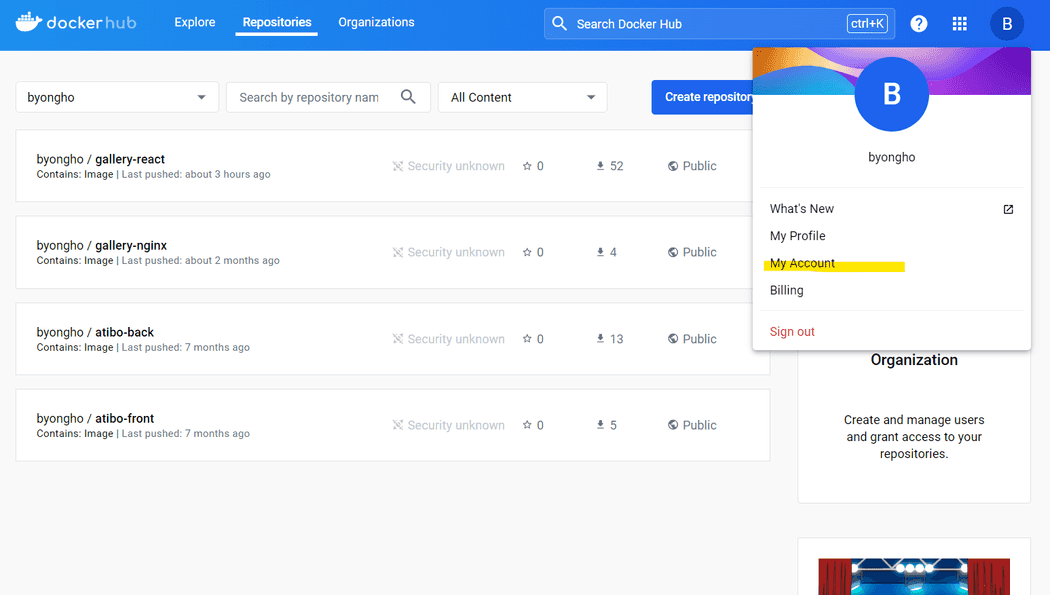 dockerhub
Explore
Repositories
Organizations
Search Docker Hub
ctrl+K
?
B
byongho
Search by repository nam
All Content
Create repository
B
byongho
What's New
My Profile
My Account
Billing
Sign out
byongho / gallery-react
Contains: Image | Last pushed: about 3 hours ago
Security unknown
0
52
Public
byongho / gallery-nginx
Contains: Image | Last pushed: about 2 months ago
Security unknown
0
4
Public
byongho / atibo-back
Contains: Image | Last pushed: 7 months ago
Security unknown
0
13
Public
byongho / atibo-front
Contains: Image | Last pushed: 7 months ago
Security unknown
0
5
Public
Organization
Create and manage users
and grant access to your
repositories.